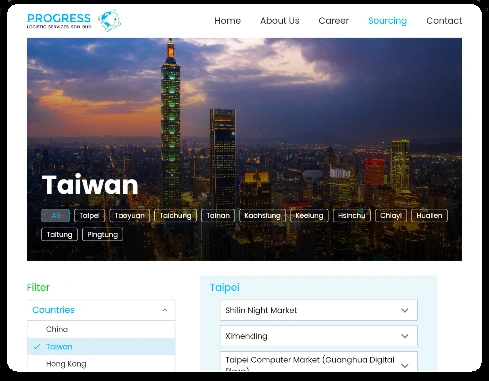 PROGRESS
LOGISTIC SERVICES SDN BHD
Home About Us Career Sourcing Contact
Taiwan
All Taipei Taoyuan Taichung Tainan Kaohsiung Keelung Hsinchu Chiayi Hualien
Taitung Pingtung
Filter
Countries
China
Taiwan
Hong Kong
Taipei
Shilin Night Market
Ximending
Taipei Computer Market (Guanghua Digital
Plaza)